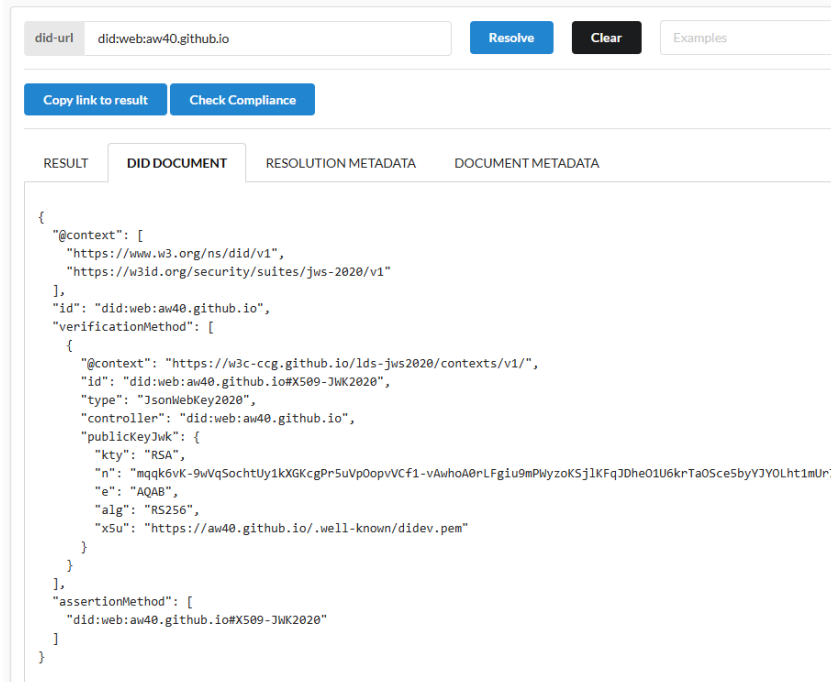 did-url did:web:aw40.github.io Resolve Clear Examples
Copy link to result Check Compliance
RESULT DID DOCUMENT RESOLUTION METADATA DOCUMENT METADATA
{
"@context": [
"https://www.w3.org/ns/did/v1",
"https://w3id.org/security/suites/jws-2020/v1"
],
"id": "did:web:aw40.github.io",
"verificationMethod": [
{
"@context": "https://w3c-ccg.github.io/lds-jws2020/contexts/v1/",
"id": "did:web:aw40.github.io#X509-JWK2020",
"type": "JsonWebKey2020",
"controller": "did:web:aw40.github.io",
"publicKeyJwk": {
"kty": "RSA",
"n": "mqqk6vK-9wVqSochtUy1kXGKcgPr5uVpOopvVCf1-vAwhoA0rLFgiu9mPWyzoKSjlKFqJDheO1U6krTaOSce5byYJYOLht1mUr
"e": "AQAB",
"alg": "RS256",
"x5u": "https://aw40.github.io/.well-known/didev.pem"
}
}
],
"assertionMethod": [
"did:web:aw40.github.io#X509-JWK2020"
]
}